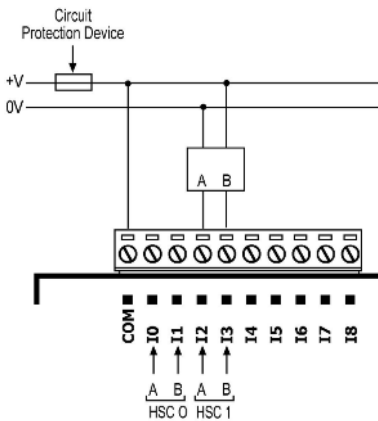 Circuit
Protection Device
+V
0V
A B
COM I0 I1 I2 I3 I4 I5 I6 I7 I8
A B A B
HSC 0 HSC 1